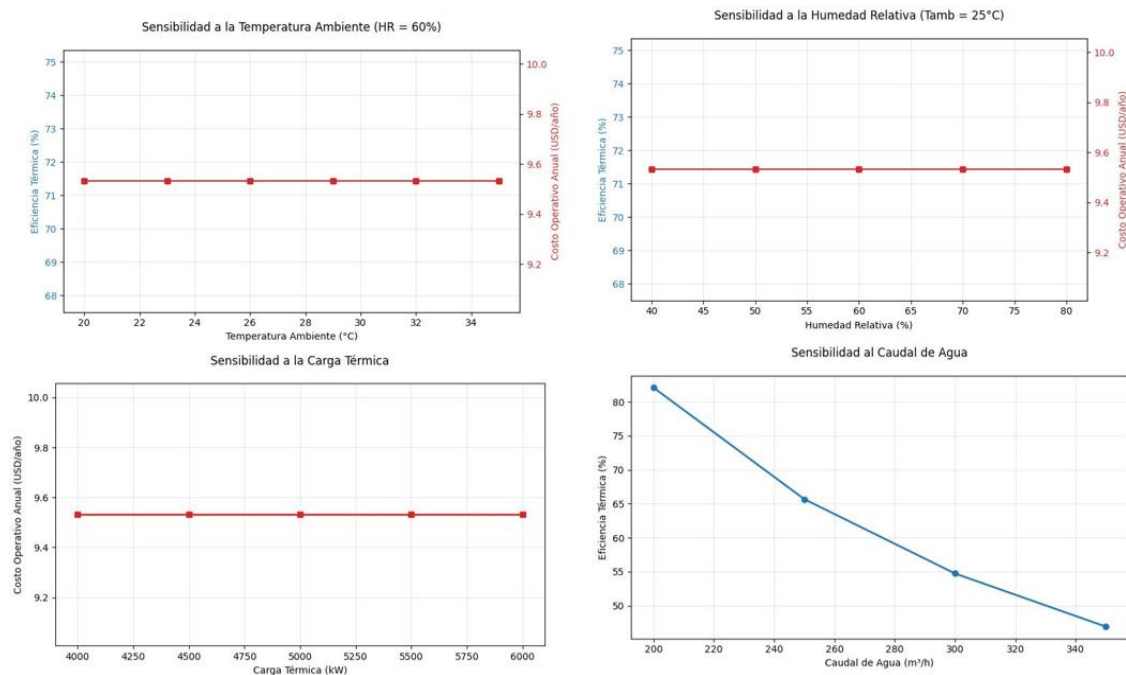 Sensibilidad a la Temperatura Ambiente (HR = 60%)
75
74
73
72
71
70
69
68
Eficiencia Térmica (%)
10.0
9.8
9.6
9.4
9.2
Costo Operativo Anual (USD/año)
20 22 24 26 28 30 32 34
Temperatura Ambiente (°C)
Sensibilidad a la Humedad Relativa (Tamb = 25°C)
75
74
73
72
71
70
69
68
Eficiencia Térmica (%)
10.0
9.8
9.6
9.4
9.2
Costo Operativo Anual (USD/año)
40 45 50 55 60 65 70 75 80
Humedad Relativa (%)
Sensibilidad a la Carga Térmica
10.0
9.8
9.6
9.4
9.2
Costo Operativo Anual (USD/año)
4000 4250 4500 4750 5000 5250 5500 5750 6000
Carga Térmica (kW)
Sensibilidad al Caudal de Agua
80
75
70
65
60
55
50
Eficiencia Térmica (%)
200 220 240 260 280 300 320 340
Caudal de Agua (m³/h)